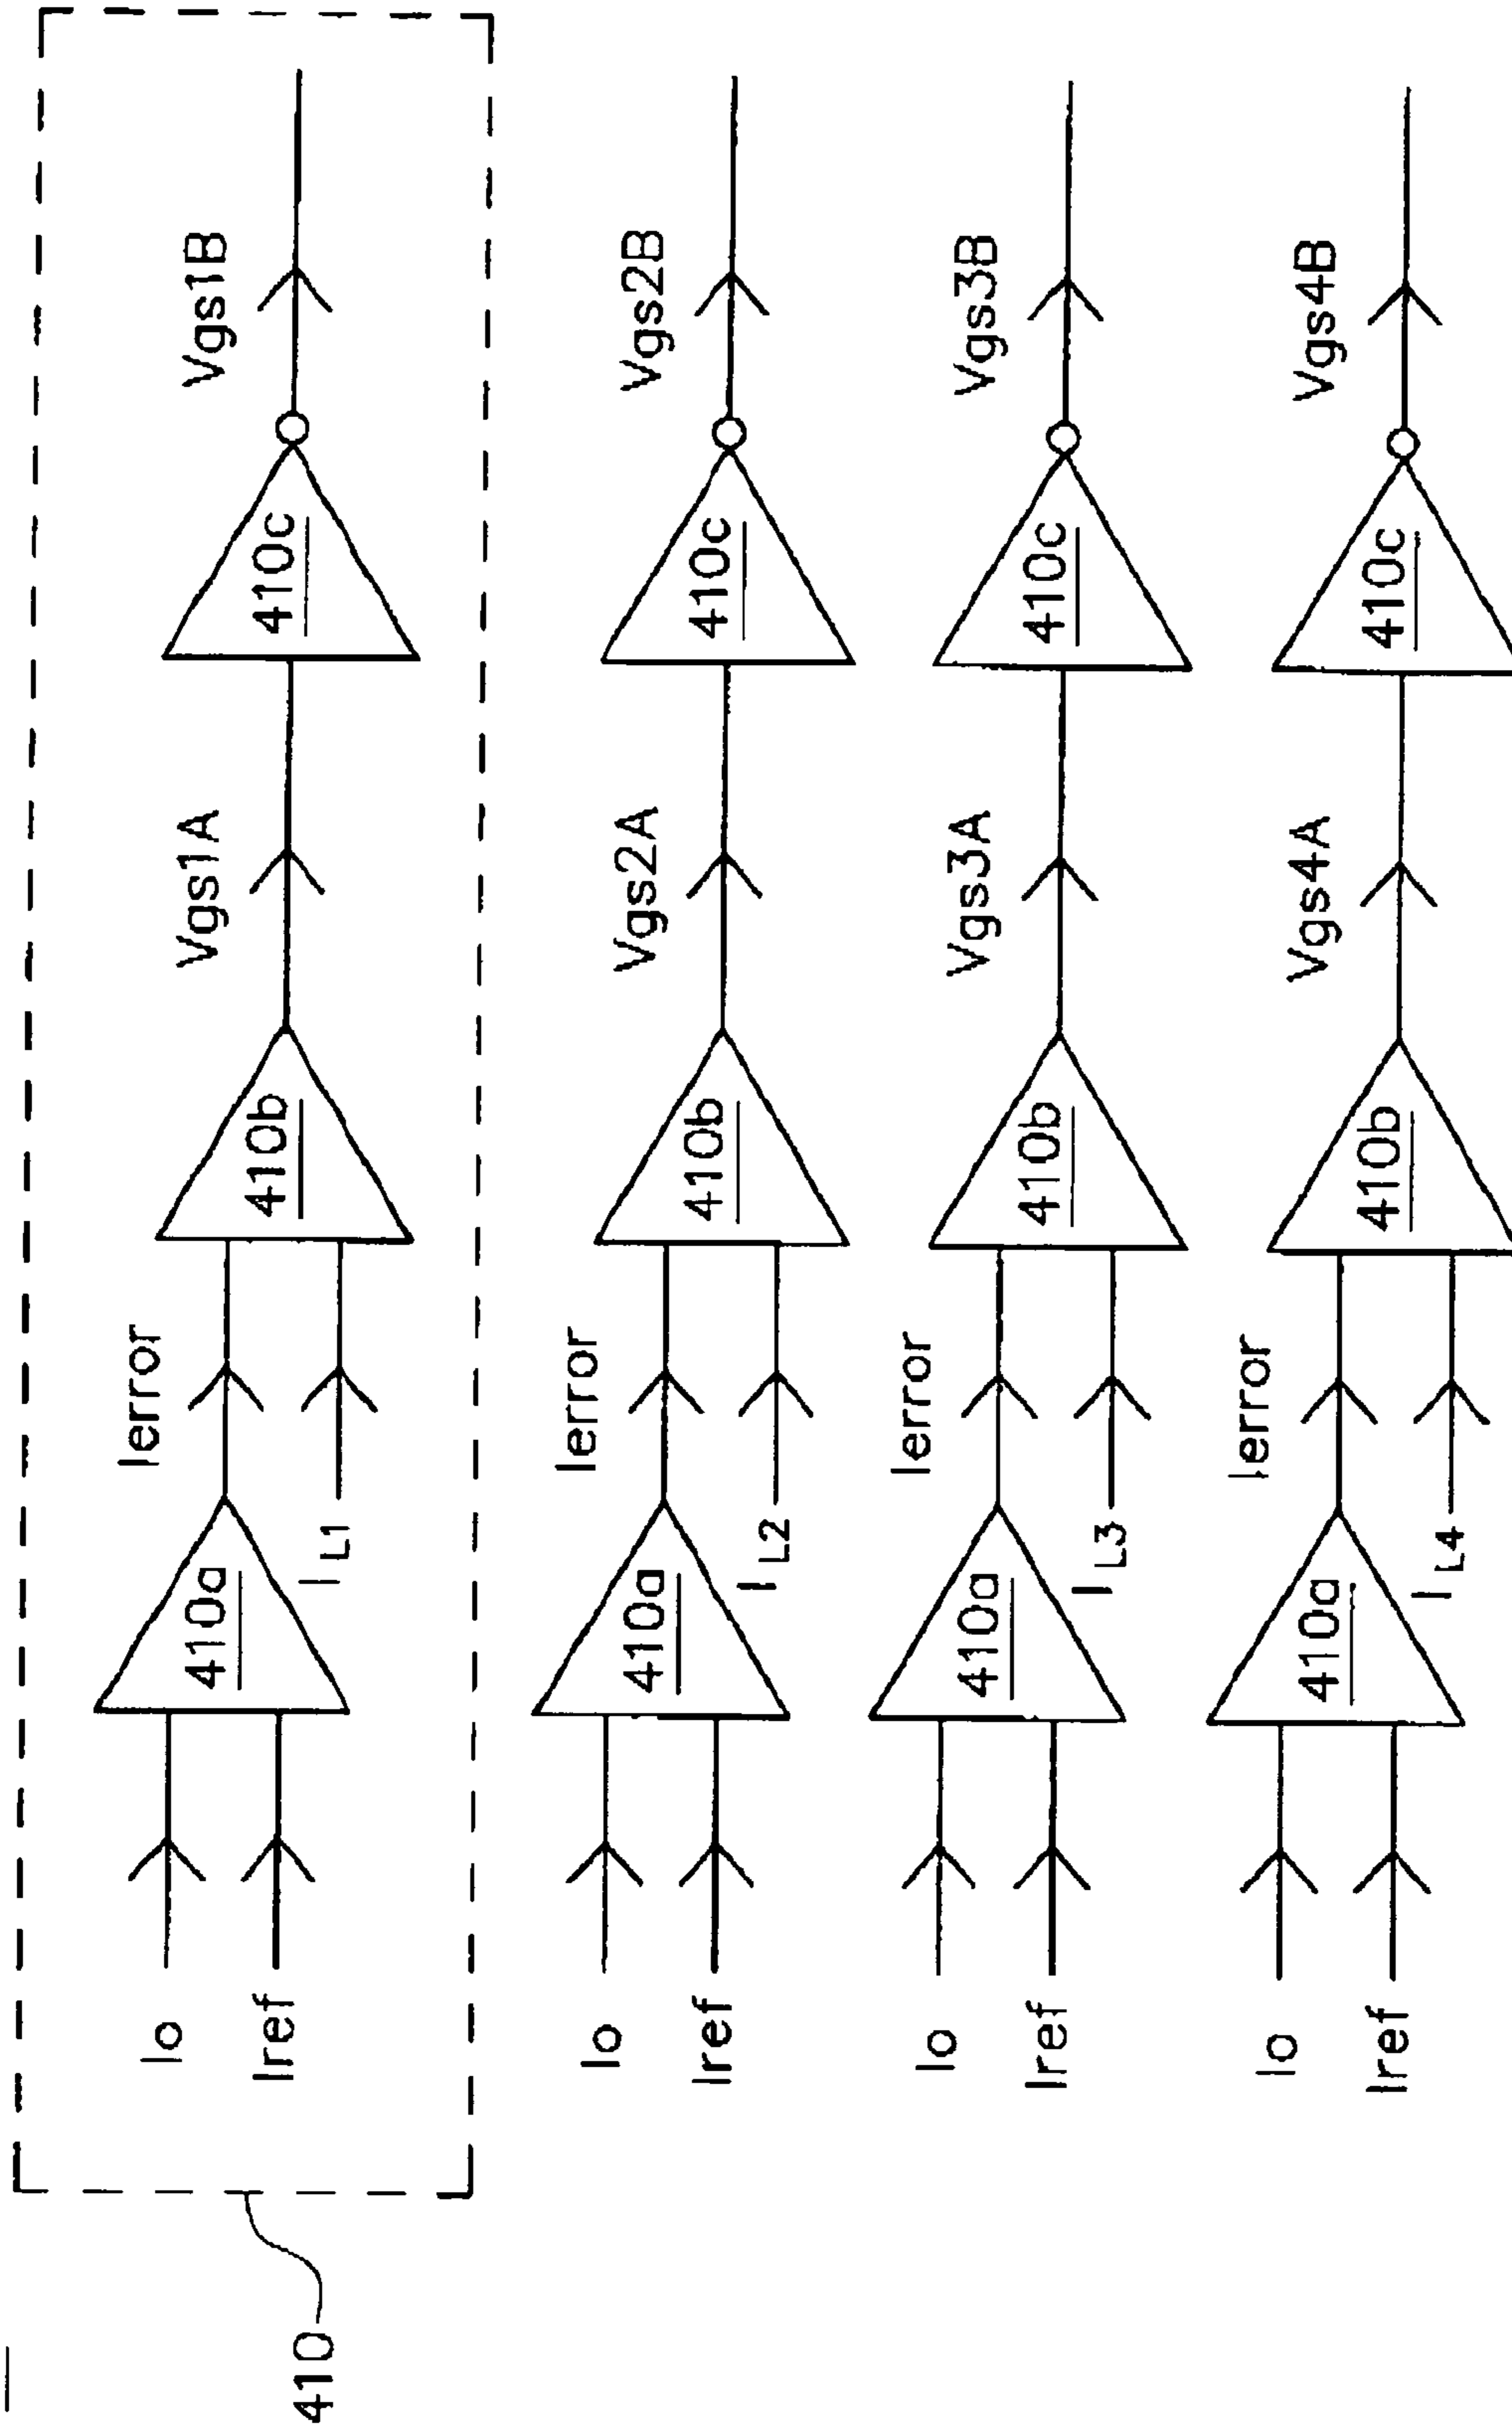 410
Io
Iref
410a
Ierror
IL1
410b
Vgs1A
410c
Vgs1B
Io
Iref
410a
Ierror
IL2
410b
Vgs2A
410c
Vgs2B
Io
Iref
410a
Ierror
IL3
410b
Vgs3A
410c
Vgs3B
Io
Iref
410a
Ierror
IL4
410b
Vgs4A
410c
Vgs4B